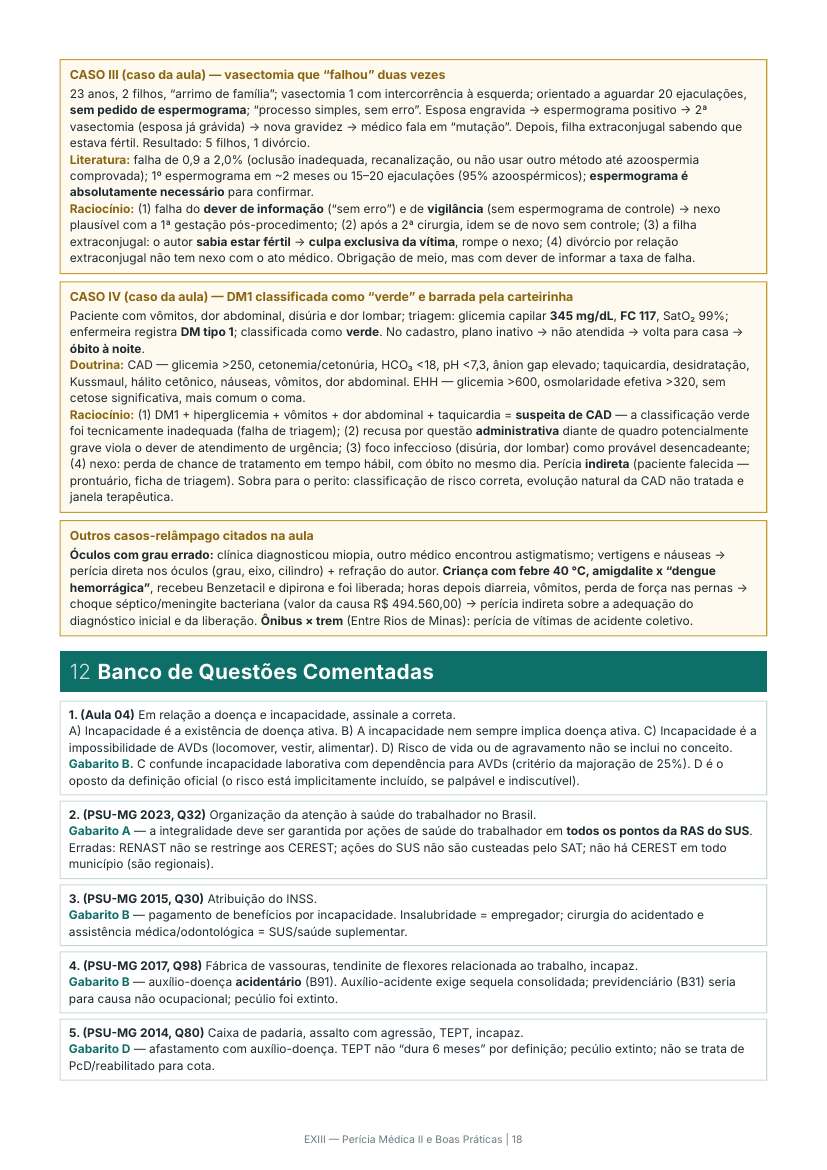 CASO III (caso da aula) — vasectomia que “falhou” duas vezes
23 anos, 2 filhos, “arrimo de família”; vasectomia 1 com intercorrência à esquerda; orientado a aguardar 20 ejaculações,
sem pedido de espermograma; “processo simples, sem erro”. Esposa engravida → espermograma positivo → 2ª
vasectomia (esposa já grávida) → nova gravidez → médico fala em “mutação”. Depois, filha extraconjugal sabendo que
estava fértil. Resultado: 5 filhos, 1 divórcio.
Literatura: falha de 0,9 a 2,0% (oclusão inadequada, recanalização, ou não usar outro método até azoospermia
comprovada); 1º espermograma em ~2 meses ou 15–20 ejaculações (95% azoospérmicos); espermograma é
absolutamente necessário para confirmar.
Raciocínio: (1) falha do dever de informação (“sem erro”) e de vigilância (sem espermograma de controle) → nexo
plausível com a 1ª gestação pós-procedimento; (2) após a 2ª cirurgia, idem se de novo sem controle; (3) a filha
extraconjugal: o autor sabia estar fértil → culpa exclusiva da vítima, rompe o nexo; (4) divórcio por relação
extraconjugal não tem nexo com o ato médico. Obrigação de meio, mas com dever de informar a taxa de falha.
CASO IV (caso da aula) — DM1 classificada como “verde” e barrada pela carteirinha
Paciente com vômitos, dor abdominal, disúria e dor lombar; triagem: glicemia capilar 345 mg/dL, FC 117, SatO₂ 99%;
enfermeira registra DM tipo 1; classificada como verde. No cadastro, plano inativo → não atendida → volta para casa →
óbito à noite.
Doutrina: CAD — glicemia >250, cetonemia/cetonúria, HCO₃ <18, pH <7,3, ânion gap elevado; taquicardia, desidratação,
Kussmaul, hálito cetônico, náuseas, vômitos, dor abdominal. EHH — glicemia >600, osmolaridade efetiva >320, sem
cetose significativa, mais comum o coma.
Raciocínio: (1) DM1 + hiperglicemia + vômitos + dor abdominal + taquicardia = suspeita de CAD — a classificação verde
foi tecnicamente inadequada (falha de triagem); (2) recusa por questão administrativa diante de quadro potencialmente
grave viola o dever de atendimento de urgência; (3) foco infeccioso (disúria, dor lombar) como provável desencadeante;
(4) nexo: perda de chance de tratamento em tempo hábil, com óbito no mesmo dia. Perícia indireta (paciente falecida —
prontuário, ficha de triagem). Sobra para o perito: classificação de risco correta, evolução natural da CAD não tratada e
janela terapêutica.
Outros casos-relâmpago citados na aula
Óculos com grau errado: clínica diagnosticou miopia, outro médico encontrou astigmatismo; vertigens e náuseas →
perícia direta nos óculos (grau, eixo, cilindro) + refração do autor. Criança com febre 40 °C, amigdalite x “dengue
hemorrágica”, recebeu Benzetacil e dipirona e foi liberada; horas depois diarreia, vômitos, perda de força nas pernas →
choque séptico/meningite bacteriana (valor da causa R$ 494.560,00) → perícia indireta sobre a adequação do
diagnóstico inicial e da liberação. Ônibus × trem (Entre Rios de Minas): perícia de vítimas de acidente coletivo.
12 Banco de Questões Comentadas
1. (Aula 04) Em relação a doença e incapacidade, assinale a correta.
A) Incapacidade é a existência de doença ativa. B) A incapacidade nem sempre implica doença ativa. C) Incapacidade é a
impossibilidade de AVDs (locomover, vestir, alimentar). D) Risco de vida ou de agravamento não se inclui no conceito.
Gabarito B. C confunde incapacidade laborativa com dependência para AVDs (critério da majoração de 25%). D é o
oposto da definição oficial (o risco está implicitamente incluído, se palpável e indiscutível).
2. (PSU-MG 2023, Q32) Organização da atenção à saúde do trabalhador no Brasil.
Gabarito A — a integralidade deve ser garantida por ações de saúde do trabalhador em todos os pontos da RAS do SUS.
Erradas: RENAST não se restringe aos CEREST; ações do SUS não são custeadas pelo SAT; não há CEREST em todo
município (são regionais).
3. (PSU-MG 2015, Q30) Atribuição do INSS.
Gabarito B — pagamento de benefícios por incapacidade. Insalubridade = empregador; cirurgia do acidentado e
assistência médica/odontológica = SUS/saúde suplementar.
4. (PSU-MG 2017, Q98) Fábrica de vassouras, tendinite de flexores relacionada ao trabalho, incapaz.
Gabarito B — auxílio-doença acidentário (B91). Auxílio-acidente exige sequela consolidada; previdenciário (B31) seria
para causa não ocupacional; pecúlio foi extinto.
5. (PSU-MG 2014, Q80) Caixa de padaria, assalto com agressão, TEPT, incapaz.
Gabarito D — afastamento com auxílio-doença. TEPT não “dura 6 meses” por definição; pecúlio extinto; não se trata de
PcD/reabilitado para cota.
EXIII — Perícia Médica II e Boas Práticas | 18